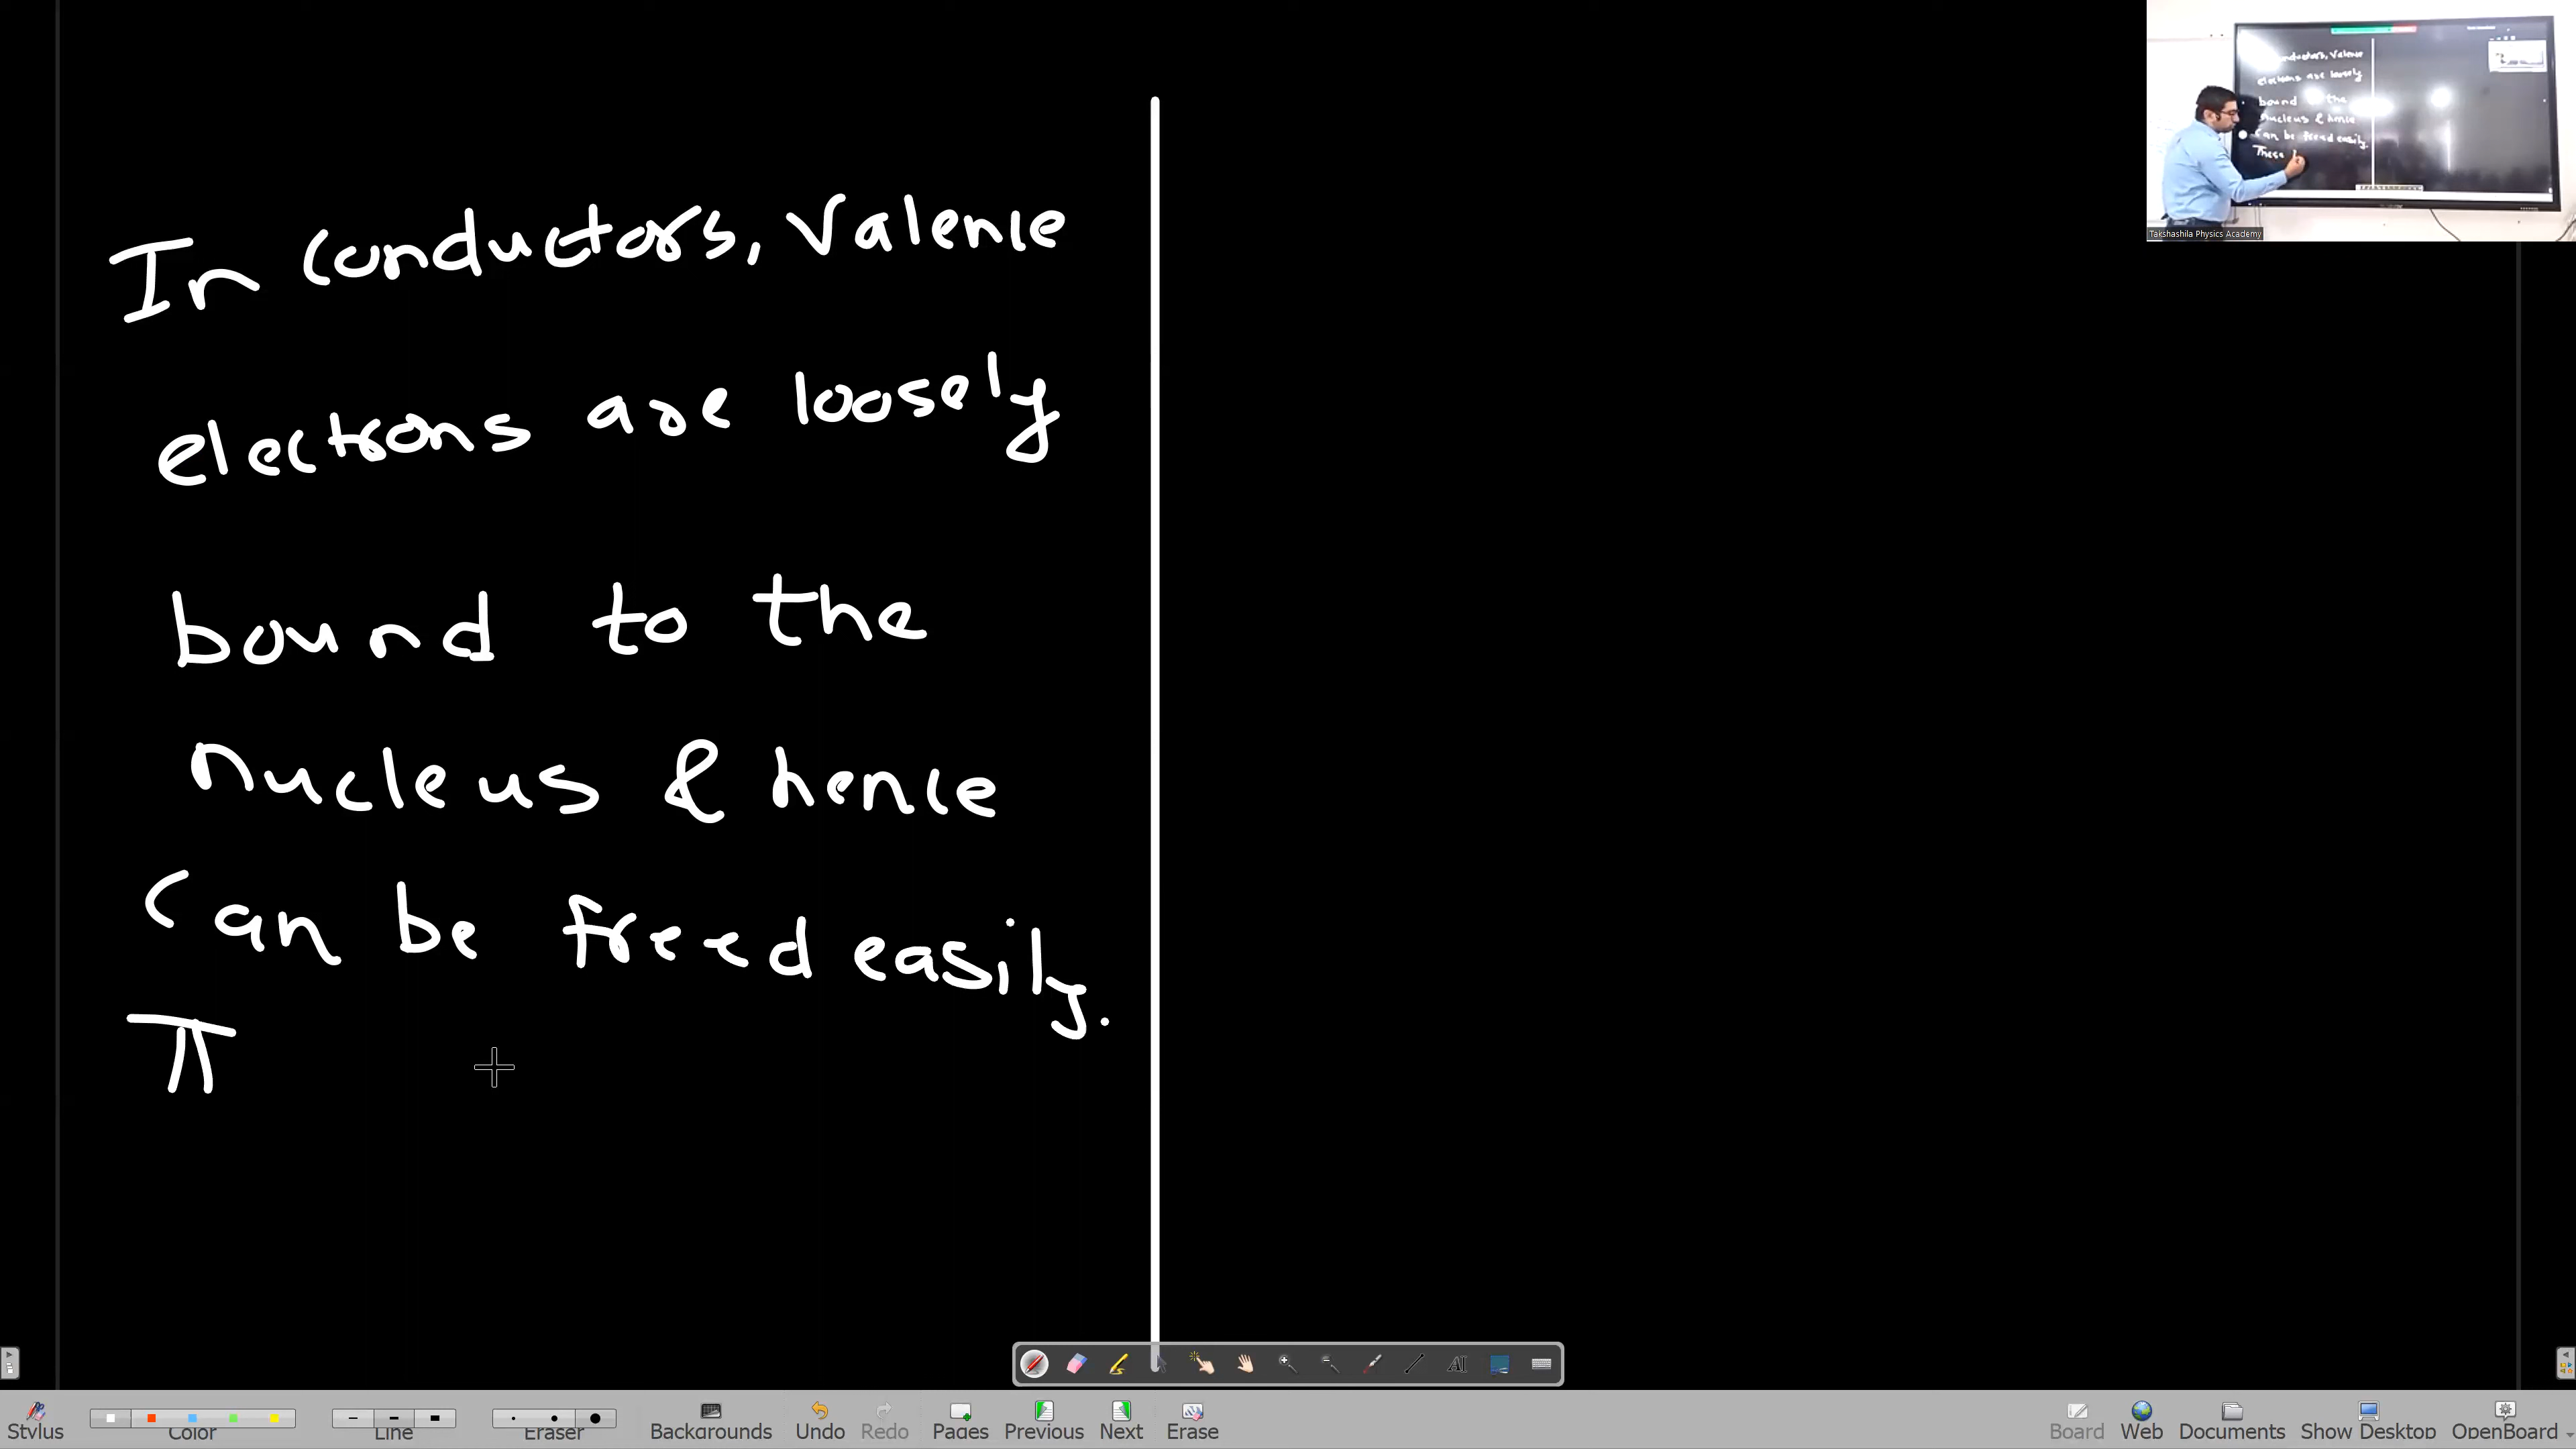 Takshashila Physics Academy
In conductors, Valence
electrons are loosely
bound to the
nucleus & hence
can be freed easily.
Stylus Color Line Eraser Backgrounds Undo Redo Pages Previous Next Erase Board Web Documents Show Desktop OpenBoard